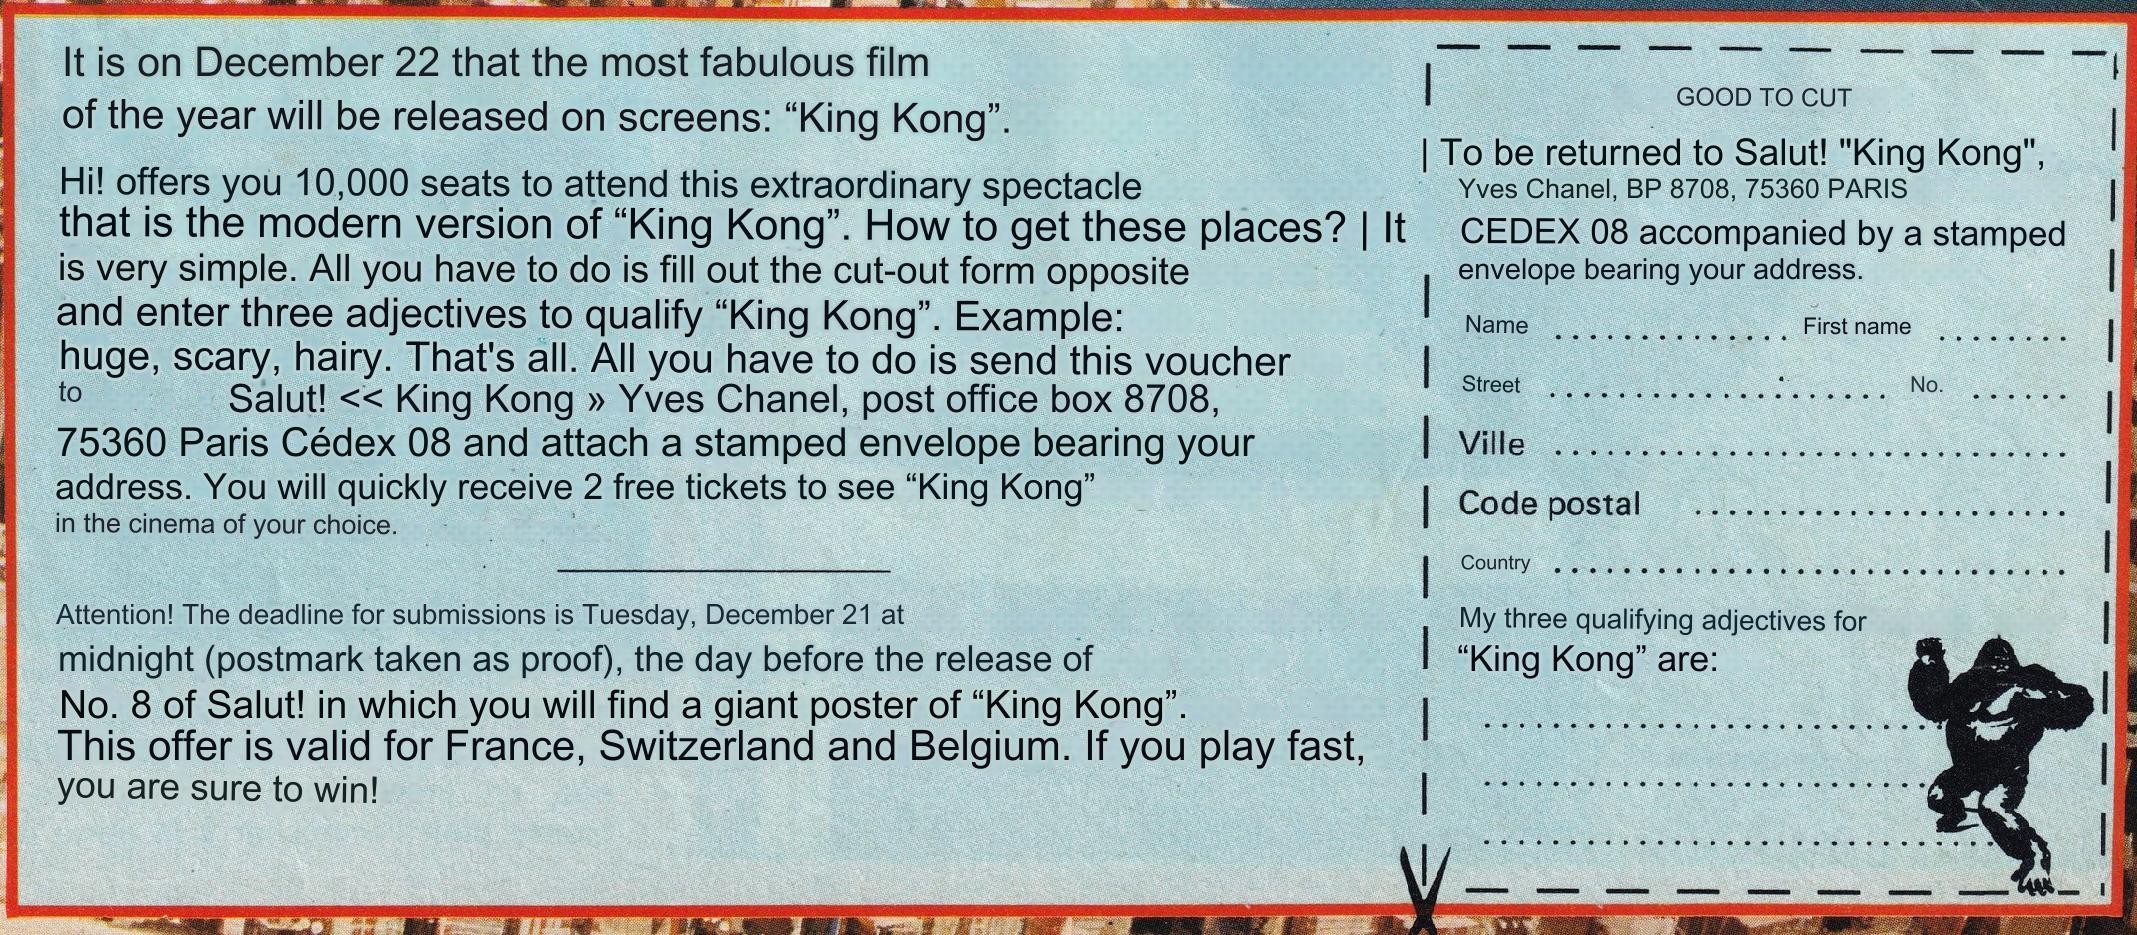 It is on December 22 that the most fabulous film
of the year will be released on screens: “King Kong”.
Hi! offers you 10,000 seats to attend this extraordinary spectacle
that is the modern version of “King Kong”. How to get these places? | It
is very simple. All you have to do is fill out the cut-out form opposite
and enter three adjectives to qualify “King Kong”. Example:
huge, scary, hairy. That's all. All you have to do is send this voucher
to Salut! << King Kong » Yves Chanel, post office box 8708,
75360 Paris Cédex 08 and attach a stamped envelope bearing your
address. You will quickly receive 2 free tickets to see “King Kong”
in the cinema of your choice.
Attention! The deadline for submissions is Tuesday, December 21 at
midnight (postmark taken as proof), the day before the release of
No. 8 of Salut! in which you will find a giant poster of “King Kong”.
This offer is valid for France, Switzerland and Belgium. If you play fast,
you are sure to win!
GOOD TO CUT
| To be returned to Salut! "King Kong",
Yves Chanel, BP 8708, 75360 PARIS
CEDEX 08 accompanied by a stamped
envelope bearing your address.
Name ................ First name ........
Street ........................ No. ......
Ville ...............................
Code postal ......................
Country ...............................
My three qualifying adjectives for
“King Kong” are: